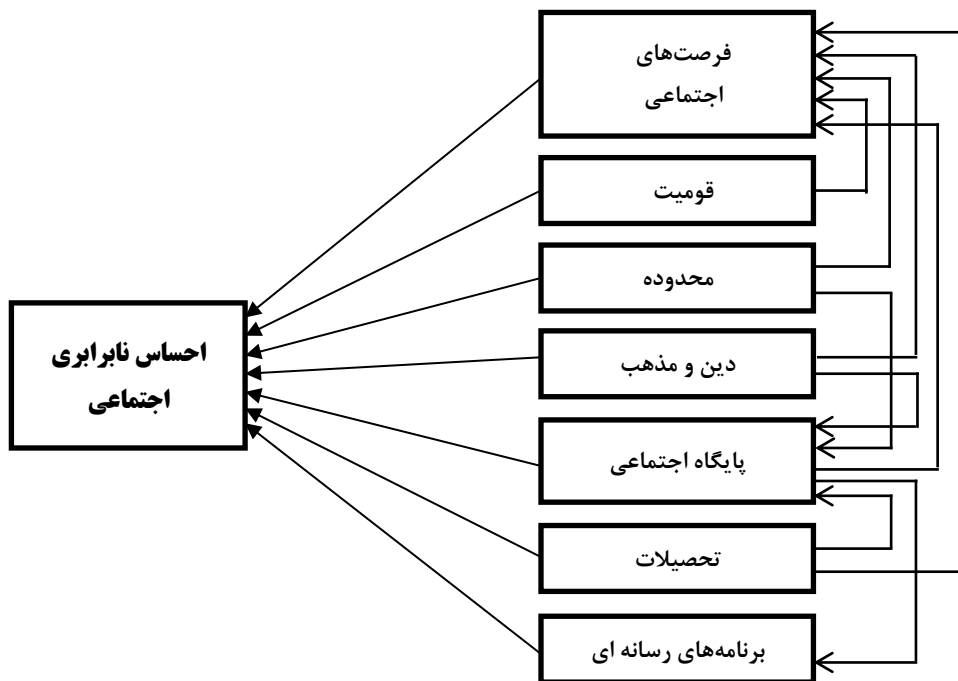 فرصت‌های
اجتماعی
قومیت
محدوده
دین و مذهب
پایگاه اجتماعی
تحصیلات
برنامه‌های رسانه ای
احساس نابرابری
اجتماعی